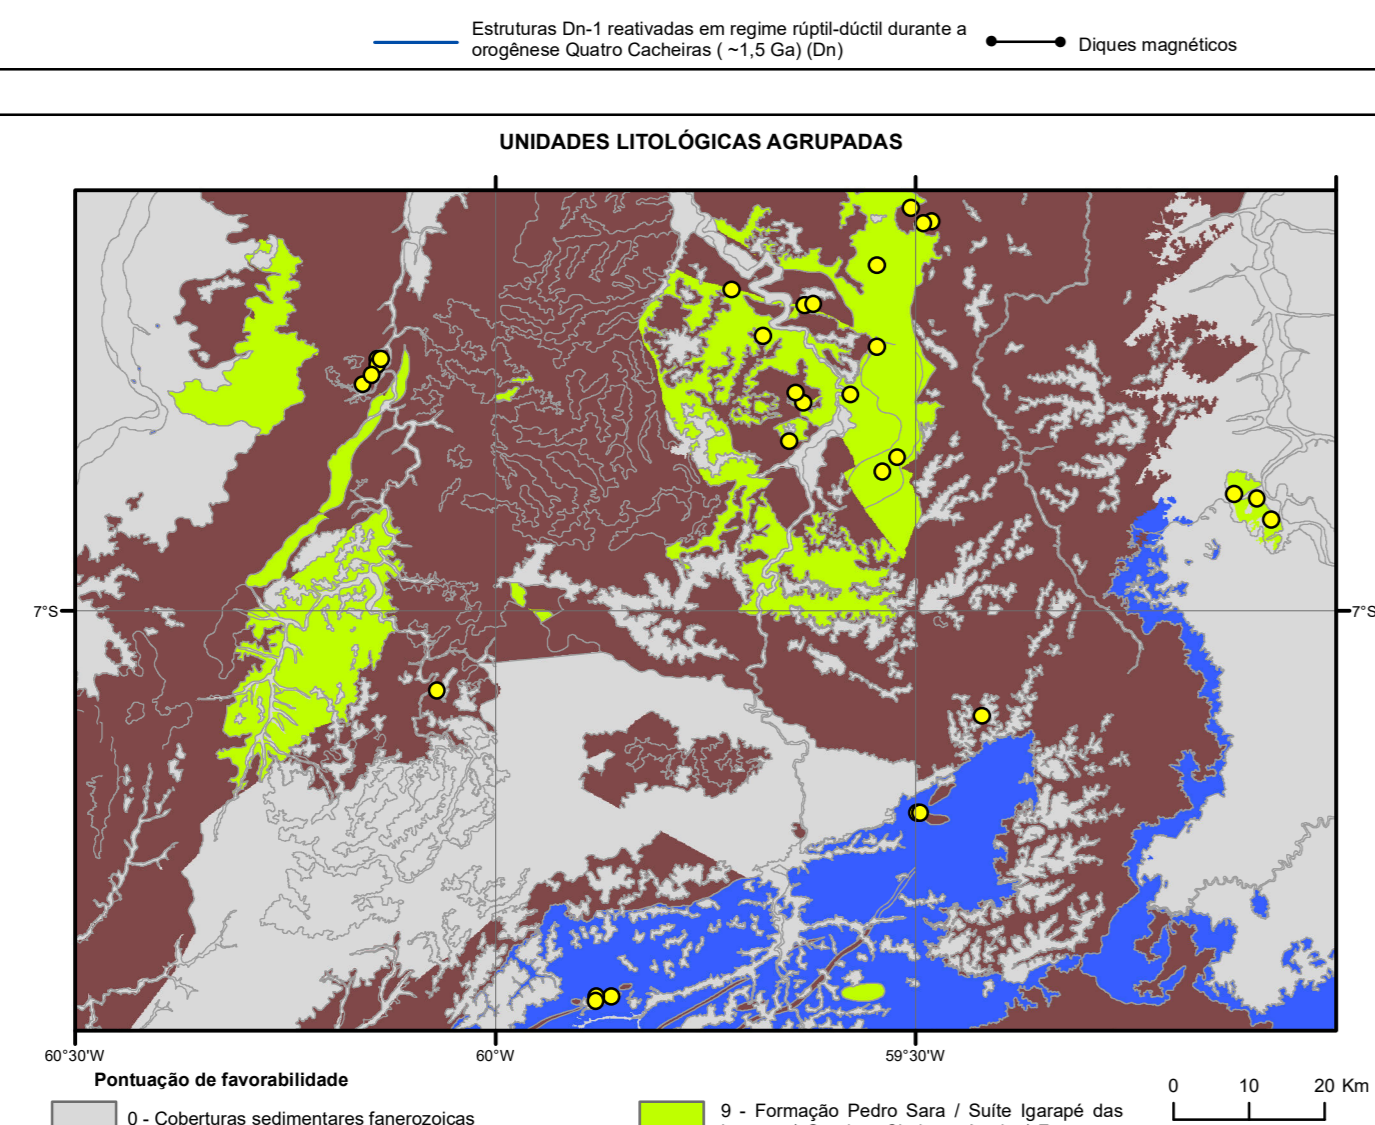 Estruturas Dn-1 reativadas em regime rúptil-dúctil durante a
orogênese Quatro Cacheiras ( ~1,5 Ga) (Dn)
Diques magnéticos
UNIDADES LITOLÓGICAS AGRUPADAS
7°S
7°S
60°30'W
60°W
59°30'W
Pontuação de favorabilidade
0 10 20 Km
0 - Coberturas sedimentares fanerozoicas
9 - Formação Pedro Sara / Suíte Igarapé das